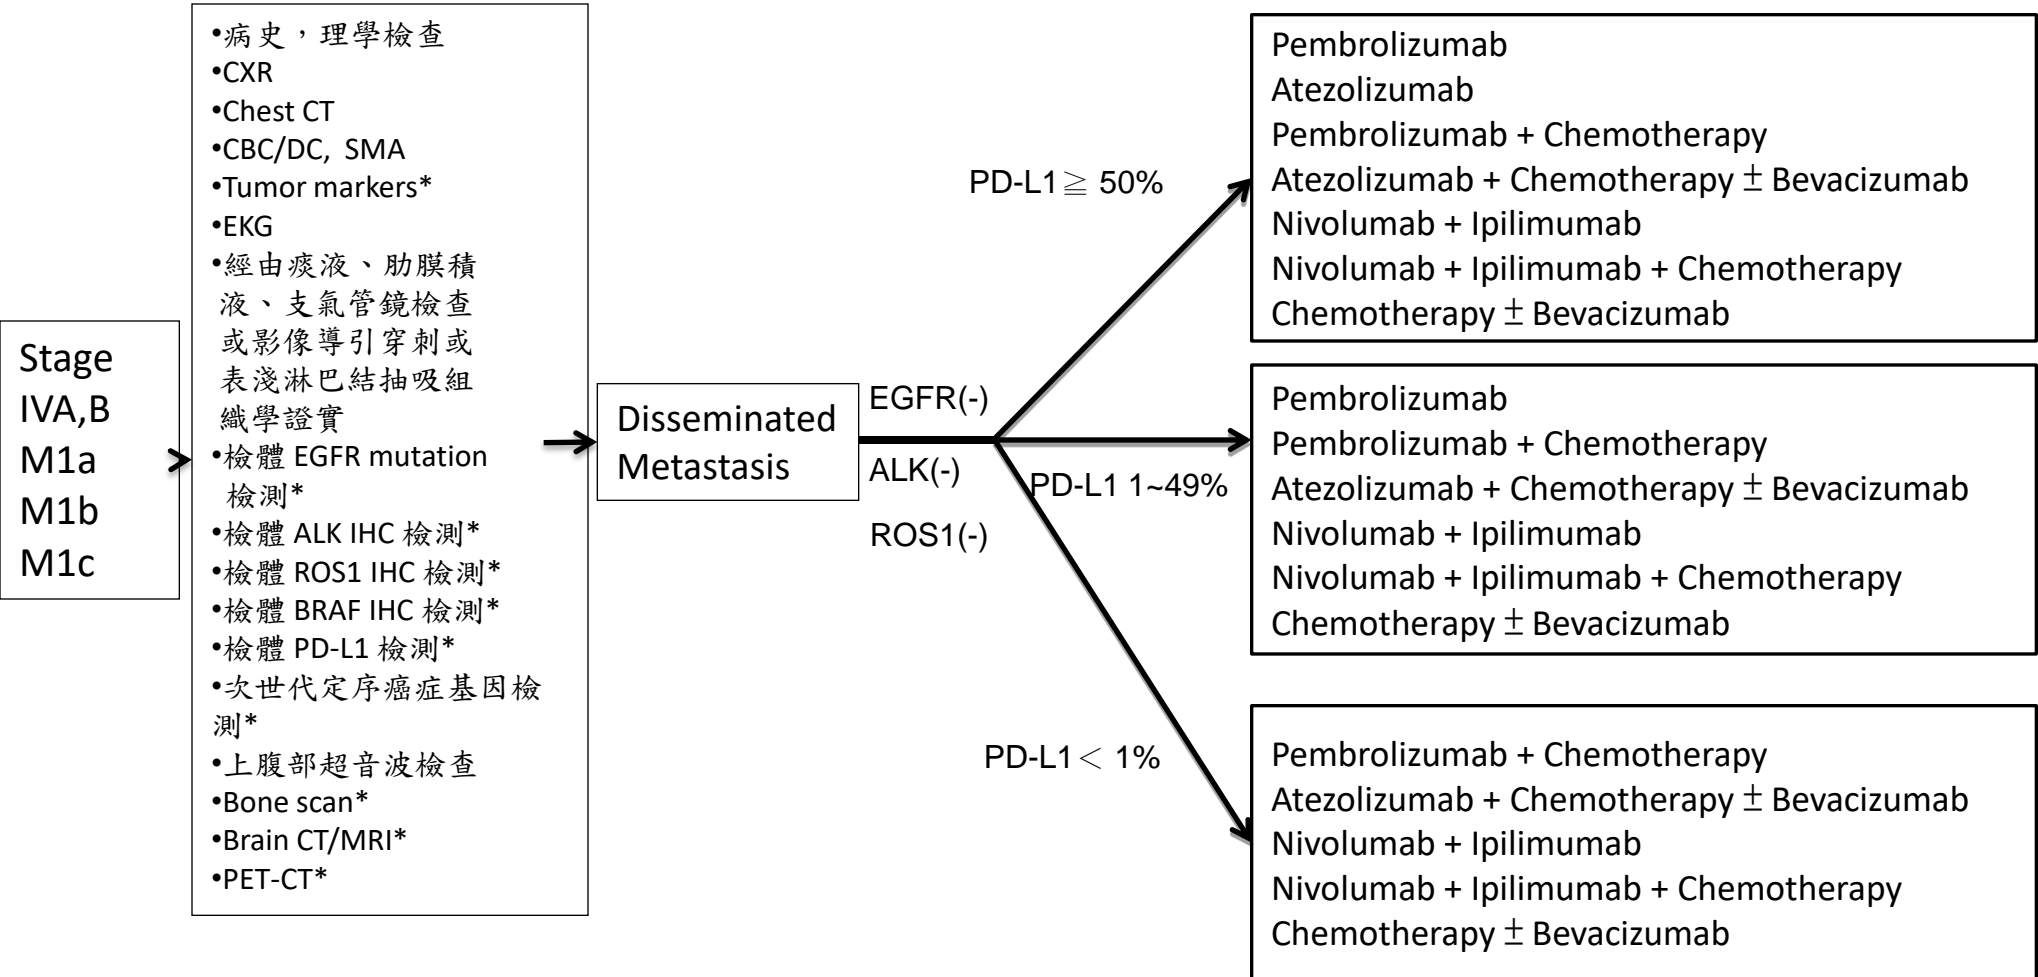 Stage
IVA,B
M1a
M1b
M1c
•病史，理學檢查
•CXR
•Chest CT
•CBC/DC, SMA
•Tumor markers*
•EKG
•經由痰液、肋膜積
液、支氣管鏡檢查
或影像導引穿刺或
表淺淋巴結抽吸組
織學證實
•檢體 EGFR mutation
檢測*
•檢體 ALK IHC 檢測*
•檢體 ROS1 IHC 檢測*
•檢體 BRAF IHC 檢測*
•檢體 PD-L1 檢測*
•次世代定序癌症基因檢
測*
•上腹部超音波檢查
•Bone scan*
•Brain CT/MRI*
•PET-CT*
Disseminated
Metastasis
EGFR(-)
ALK(-)
ROS1(-)
PD-L1≧ 50%
Pembrolizumab
Atezolizumab
Pembrolizumab + Chemotherapy
Atezolizumab + Chemotherapy ± Bevacizumab
Nivolumab + Ipilimumab
Nivolumab + Ipilimumab + Chemotherapy
Chemotherapy ± Bevacizumab
PD-L1 1~49%
Pembrolizumab
Pembrolizumab + Chemotherapy
Atezolizumab + Chemotherapy ± Bevacizumab
Nivolumab + Ipilimumab
Nivolumab + Ipilimumab + Chemotherapy
Chemotherapy ± Bevacizumab
PD-L1＜ 1%
Pembrolizumab + Chemotherapy
Atezolizumab + Chemotherapy ± Bevacizumab
Nivolumab + Ipilimumab
Nivolumab + Ipilimumab + Chemotherapy
Chemotherapy ± Bevacizumab